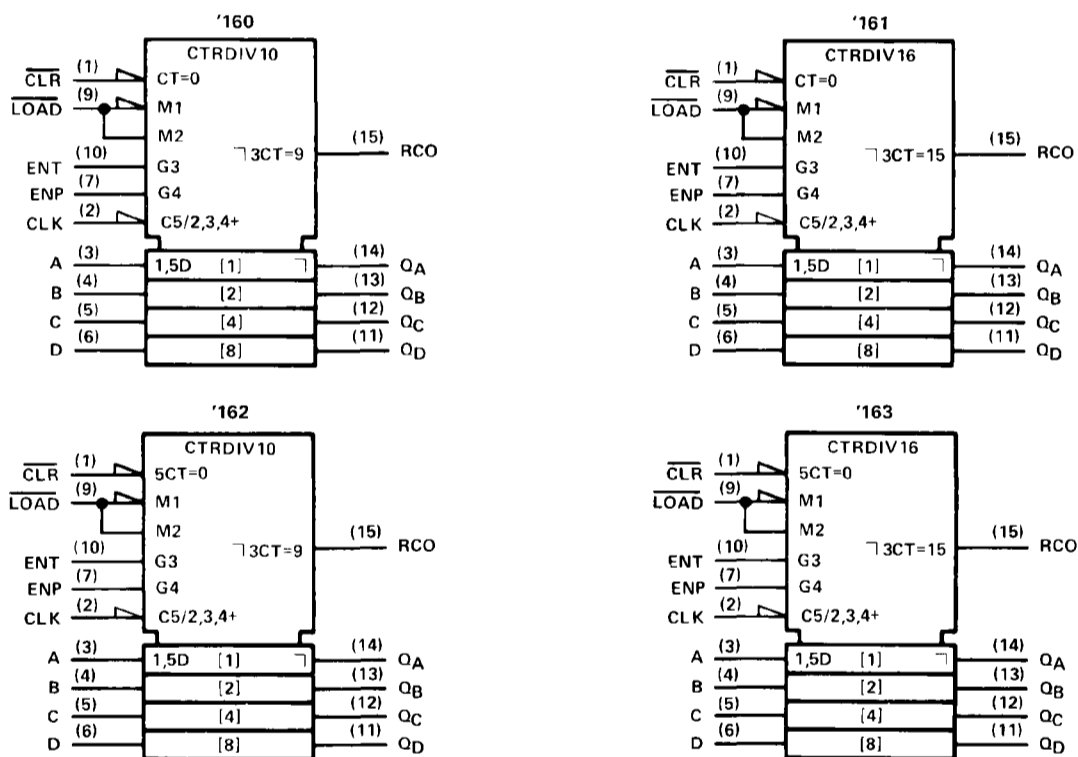 '160
CTRDIV10
CLR (1) CT=0
LOAD (9) M1
M2
ENT (10) G3 ¬3CT=9 (15) RCO
ENP (7) G4
CLK (2) C5/2,3,4+
A (3) 1,5D [1] ¬ (14) QA
B (4) [2] (13) QB
C (5) [4] (12) QC
D (6) [8] (11) QD
'161
CTRDIV16
CLR (1) CT=0
LOAD (9) M1
M2
ENT (10) G3 ¬3CT=15 (15) RCO
ENP (7) G4
CLK (2) C5/2,3,4+
A (3) 1,5D [1] ¬ (14) QA
B (4) [2] (13) QB
C (5) [4] (12) QC
D (6) [8] (11) QD
'162
CTRDIV10
CLR (1) 5CT=0
LOAD (9) M1
M2
ENT (10) G3 ¬3CT=9 (15) RCO
ENP (7) G4
CLK (2) C5/2,3,4+
A (3) 1,5D [1] ¬ (14) QA
B (4) [2] (13) QB
C (5) [4] (12) QC
D (6) [8] (11) QD
'163
CTRDIV16
CLR (1) 5CT=0
LOAD (9) M1
M2
ENT (10) G3 ¬3CT=15 (15) RCO
ENP (7) G4
CLK (2) C5/2,3,4+
A (3) 1,5D [1] ¬ (14) QA
B (4) [2] (13) QB
C (5) [4] (12) QC
D (6) [8] (11) QD